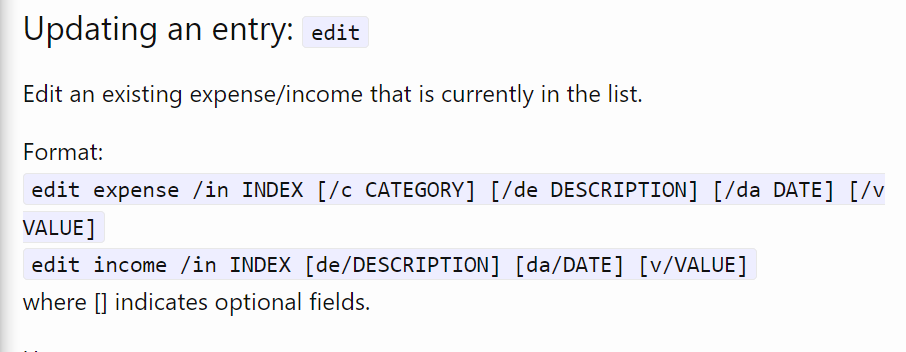 Updating an entry: edit
Edit an existing expense/income that is currently in the list.
Format:
edit expense /in INDEX [/c CATEGORY] [/de DESCRIPTION] [/da DATE] [/v
VALUE]
edit income /in INDEX [de/DESCRIPTION] [da/DATE] [v/VALUE]
where [] indicates optional fields.